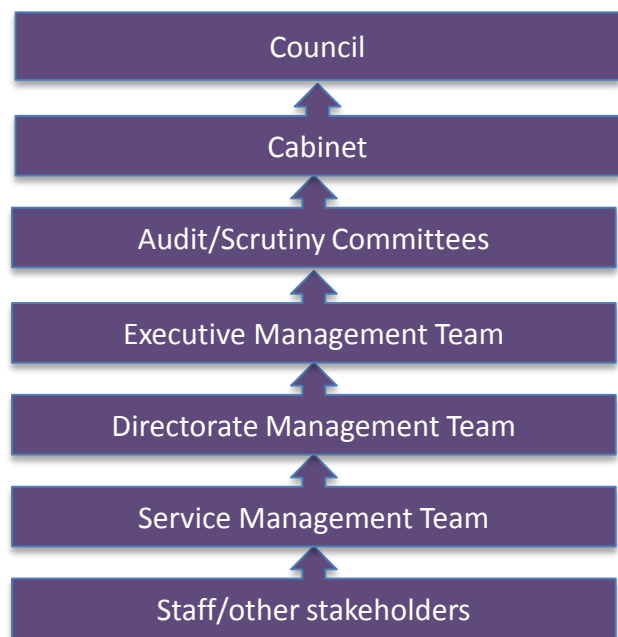 Council
Cabinet
Audit/Scrutiny Committees
Executive Management Team
Directorate Management Team
Service Management Team
Staff/other stakeholders